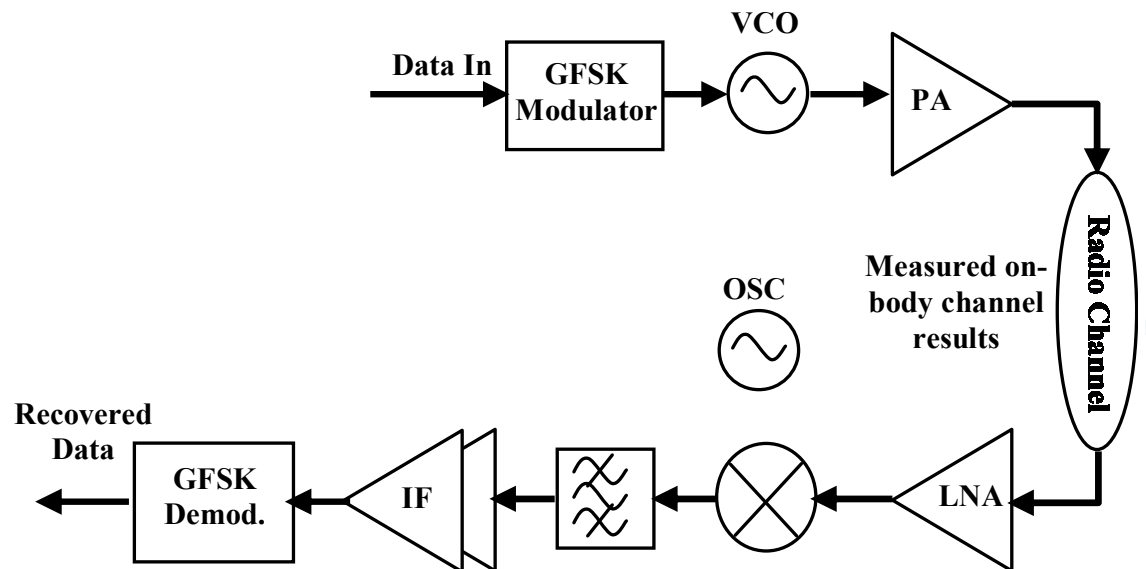 VCO
Data In
GFSK
Modulator
PA
Radio Channel
Measured on-
body channel
results
OSC
Recovered
Data
GFSK
Demod.
IF
LNA